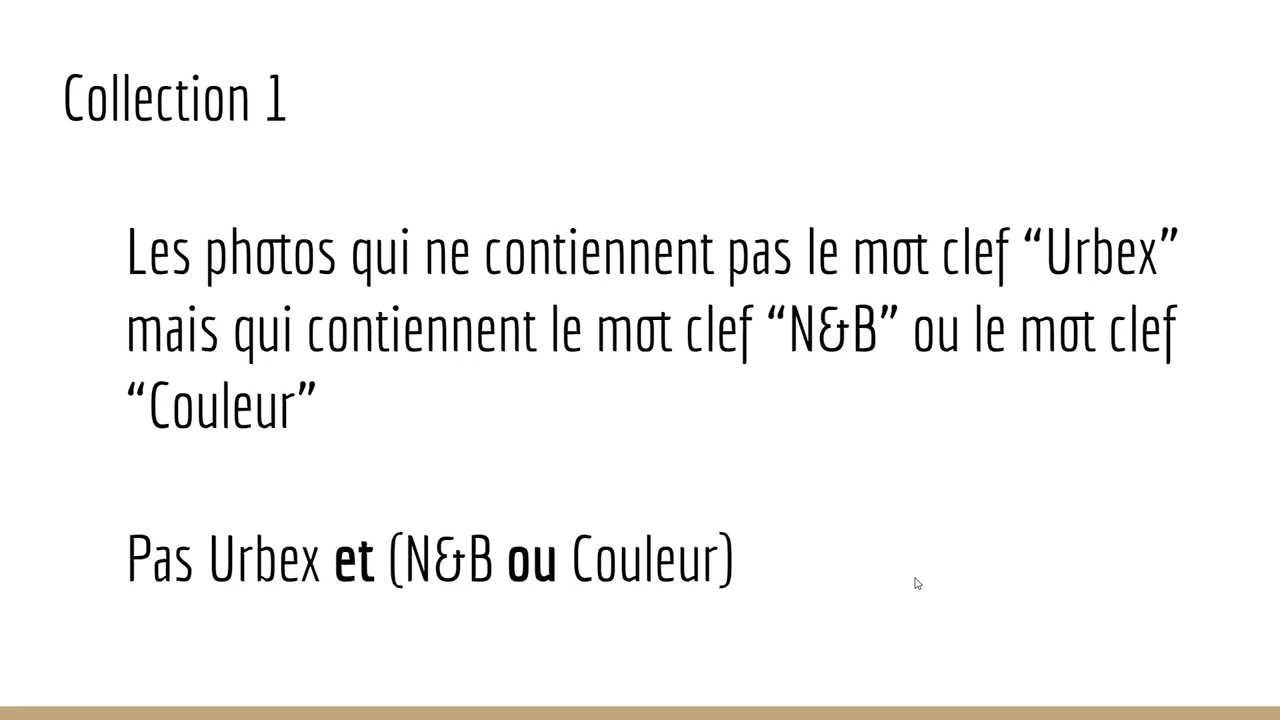 Collection 1
Les photos qui ne contiennent pas le mot clef “Urbex”
mais qui contiennent le mot clef “N&B” ou le mot clef
“Couleur”
Pas Urbex et (N&B ou Couleur)